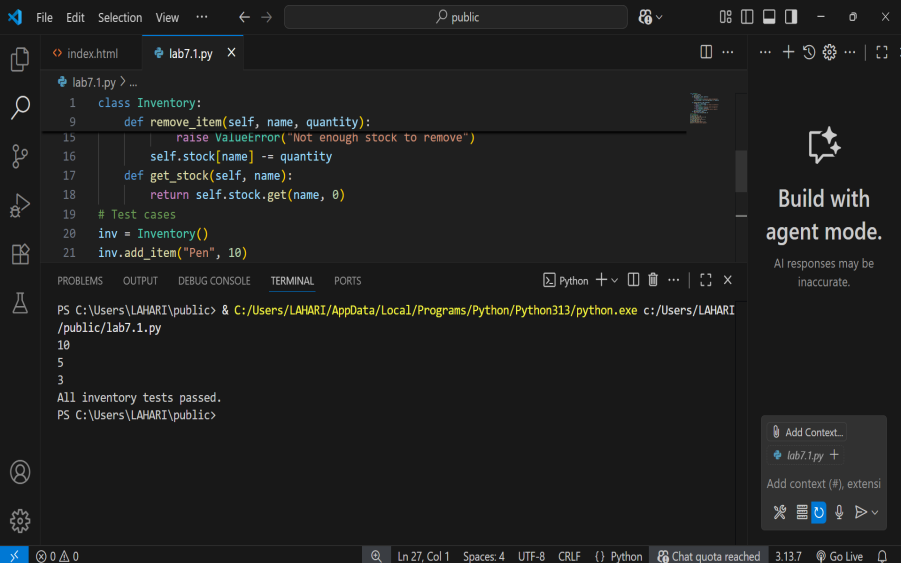 File Edit Selection View ··· public
index.html lab7.1.py
lab7.1.py > ...
1 class Inventory:
9 def remove_item(self, name, quantity):
15 raise ValueError("Not enough stock to remove")
16 self.stock[name] -= quantity
17 def get_stock(self, name):
18 return self.stock.get(name, 0)
19 # Test cases
20 inv = Inventory()
21 inv.add_item("Pen", 10)
PROBLEMS OUTPUT DEBUG CONSOLE TERMINAL PORTS Python
PS C:\Users\LAHARI\public> & C:/Users/LAHARI/AppData/Local/Programs/Python/Python313/python.exe c:/Users/LAHARI
/public/lab7.1.py
10
5
3
All inventory tests passed.
PS C:\Users\LAHARI\public>
Build with
agent mode.
AI responses may be
inaccurate.
Add Context...
lab7.1.py +
Add context (#), extensi
0 0 Ln 27, Col 1 Spaces: 4 UTF-8 CRLF {} Python Chat quota reached 3.13.7 Go Live